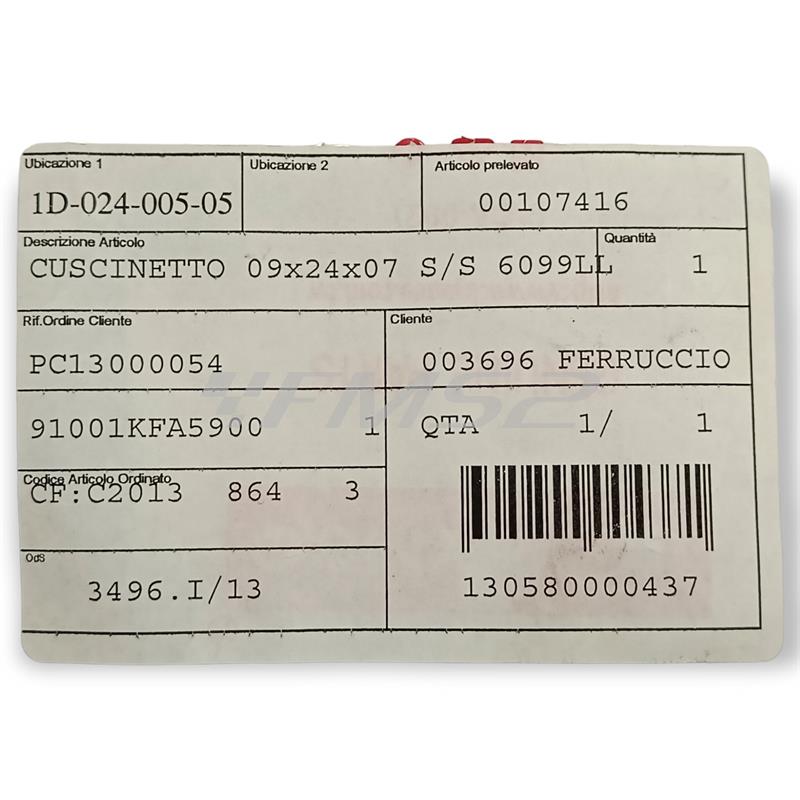 Ubicazione 1
Ubicazione 2
Articolo prelevato
1D-024-005-05
00107416
Descrizione Articolo
Quantità
CUSCINETTO 09x24x07 S/S 6099LL
1
Rif.Ordine Cliente
Cliente
PC13000054
003696 FERRUCCIO
FMS2
91001KFA5900 1
QTA 1/ 1
Codice Articolo Ordinato
CF:C2013 864 3
OdS
3496.I/13
130580000437